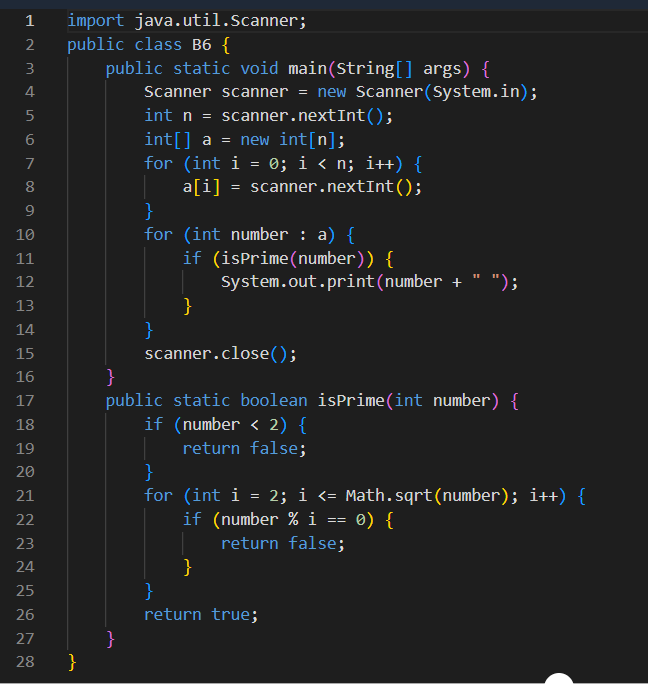 1 import java.util.Scanner;
2 public class B6 {
3     public static void main(String[] args) {
4         Scanner scanner = new Scanner(System.in);
5         int n = scanner.nextInt();
6         int[] a = new int[n];
7         for (int i = 0; i < n; i++) {
8             a[i] = scanner.nextInt();
9         }
10         for (int number : a) {
11             if (isPrime(number)) {
12                 System.out.print(number + " ");
13             }
14         }
15         scanner.close();
16     }
17     public static boolean isPrime(int number) {
18         if (number < 2) {
19             return false;
20         }
21         for (int i = 2; i <= Math.sqrt(number); i++) {
22             if (number % i == 0) {
23                 return false;
24             }
25         }
26         return true;
27     }
28 }